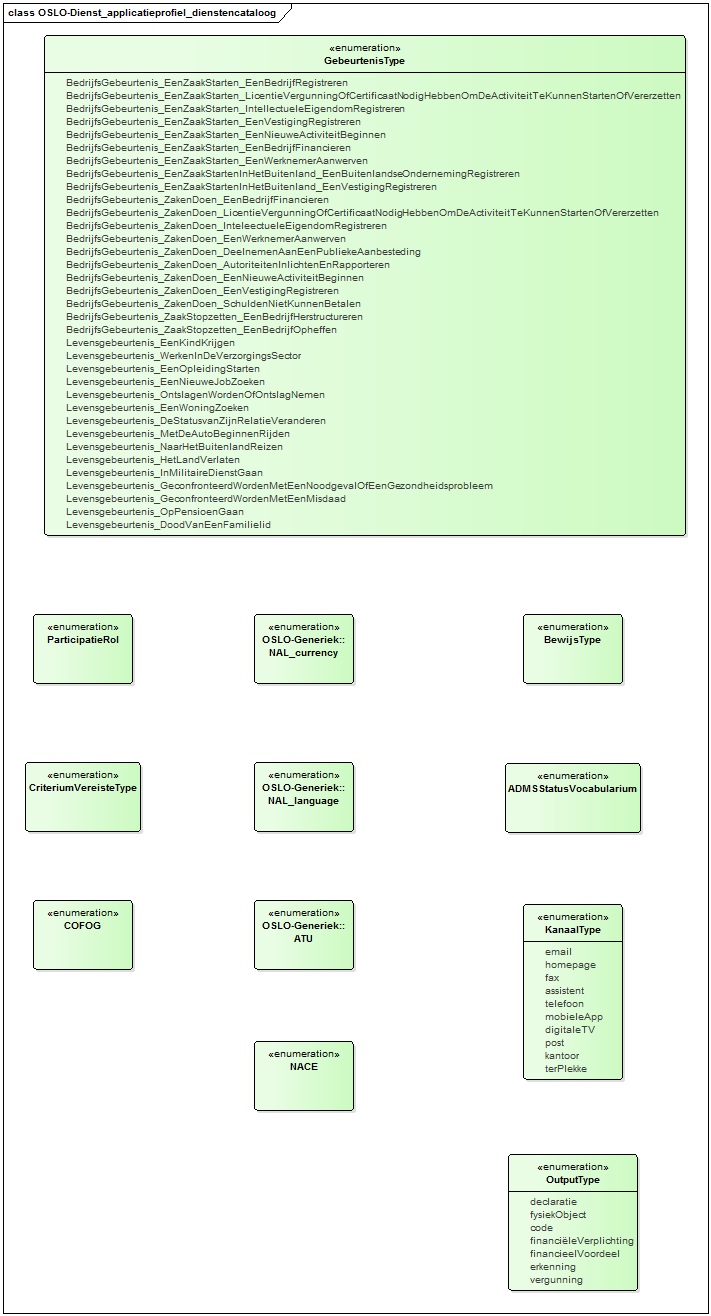 class OSLO-Dienst_applicatieprofiel_dienstencataloog
«enumeration»
GebeurtenisType
BedrijfsGebeurtenis_EenZaakStarten_EenBedrijfRegistreren
BedrijfsGebeurtenis_EenZaakStarten_LicentieVergunningOfCertificaatNodigHebbenOmDeActiviteitTeKunnenStartenOfVererzetten
BedrijfsGebeurtenis_EenZaakStarten_IntellectueleEigendomRegistreren
BedrijfsGebeurtenis_EenZaakStarten_EenVestigingRegistreren
BedrijfsGebeurtenis_EenZaakStarten_EenNieuweActiviteitBeginnen
BedrijfsGebeurtenis_EenZaakStarten_EenBedrijfFinancieren
BedrijfsGebeurtenis_EenZaakStarten_EenWerknemerAanwerven
BedrijfsGebeurtenis_EenZaakStartenInHetBuitenland_EenBuitenlandseOndernemingRegistreren
BedrijfsGebeurtenis_EenZaakStartenInHetBuitenland_EenVestigingRegistreren
BedrijfsGebeurtenis_ZakenDoen_EenBedrijfFinancieren
BedrijfsGebeurtenis_ZakenDoen_LicentieVergunningOfCertificaatNodigHebbenOmDeActiviteitTeKunnenStartenOfVererzetten
BedrijfsGebeurtenis_ZakenDoen_InteleectueleEigendomRegistreren
BedrijfsGebeurtenis_ZakenDoen_EenWerknemerAanwerven
BedrijfsGebeurtenis_ZakenDoen_DeelnemenAanEenPubliekeAanbesteding
BedrijfsGebeurtenis_ZakenDoen_AutoriteitenInlichtenEnRapporteren
BedrijfsGebeurtenis_ZakenDoen_EenNieuweActiviteitBeginnen
BedrijfsGebeurtenis_ZakenDoen_EenVestigingRegistreren
BedrijfsGebeurtenis_ZakenDoen_SchuldenNietKunnenBetalen
BedrijfsGebeurtenis_ZaakStopzetten_EenBedrijfHerstructureren
BedrijfsGebeurtenis_ZaakStopzetten_EenBedrijfOpheffen
Levensgebeurtenis_EenKindKrijgen
Levensgebeurtenis_WerkenInDeVerzorgingsSector
Levensgebeurtenis_EenOpleidingStarten
Levensgebeurtenis_EenNieuweJobZoeken
Levensgebeurtenis_OntslagenWordenOfOntslagNemen
Levensgebeurtenis_EenWoningZoeken
Levensgebeurtenis_DeStatusvanZijnRelatieVeranderen
Levensgebeurtenis_MetDeAutoBeginnenRijden
Levensgebeurtenis_NaarHetBuitenlandReizen
Levensgebeurtenis_HetLandVerlaten
Levensgebeurtenis_InMilitaireDienstGaan
Levensgebeurtenis_GeconfronteerdWordenMetEenNoodgevalOfEenGezondheidsprobleem
Levensgebeurtenis_GeconfronteerdWordenMetEenMisdaad
Levensgebeurtenis_OpPensioenGaan
Levensgebeurtenis_DoodVanEenFamilielid
«enumeration»
ParticipatieRol
«enumeration»
OSLO-Generiek::
NAL_currency
«enumeration»
BewijsType
«enumeration»
CriteriumVereisteType
«enumeration»
OSLO-Generiek::
NAL_language
«enumeration»
ADMSStatusVocabularium
«enumeration»
COFOG
«enumeration»
OSLO-Generiek::
ATU
«enumeration»
KanaalType
email
homepage
fax
assistent
telefoon
mobieleApp
digitaleTV
post
kantoor
terPlekke
«enumeration»
NACE
«enumeration»
OutputType
declaratie
fysiekObject
code
financiëleVerplichting
financieelVoordeel
erkenning
vergunning